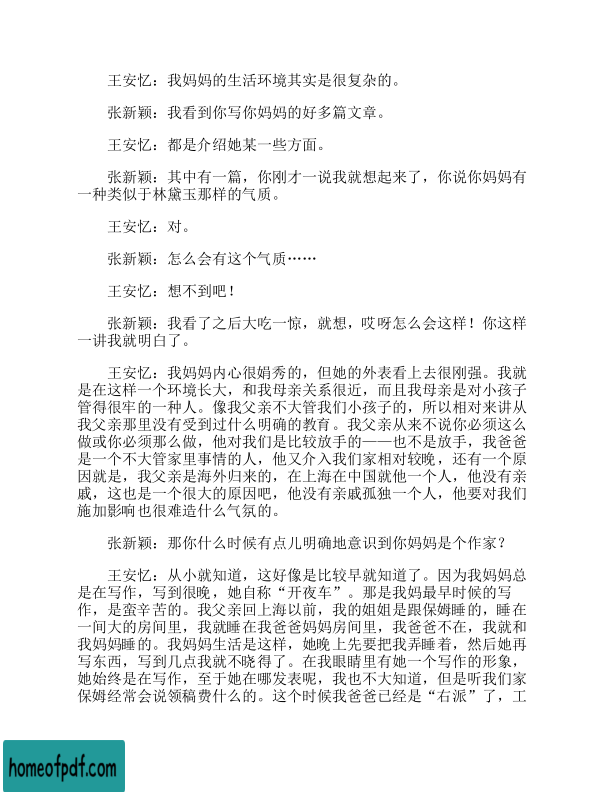 王安忆：我妈妈的生活环境其实是很复杂的。
张新颖：我看到你写你妈妈的好多篇文章。
王安忆：都是介绍她某一些方面。
张新颖：其中有一篇，你刚才一说我就想起来了，你说你妈妈有
一种类似于林黛玉那样的气质。
王安忆：对。
张新颖：怎么会有这个气质……
王安忆：想不到吧！
张新颖：我看了之后大吃一惊，就想，哎呀怎么会这样！你这样
一讲我就明白了。
王安忆：我妈妈内心很娟秀的，但她的外表看上去很刚强。我就
是在这样一个环境长大，和我母亲关系很近，而且我母亲是对小孩子
管得很牢的一种人。像我父亲不大管我们小孩子的，所以相对来讲从
我父亲那里没有受到过什么明确的教育。我父亲从来不说你必须这么
做或你必须那么做，他对我们是比较放手的——也不是放手，我爸爸
是一个不大管家里事情的人，他又介入我们家相对较晚，还有一个原
因就是，我父亲是海外归来的，在上海在中国就他一个人，他没有亲
戚，这也是一个很大的原因吧，他没有亲戚孤独一个人，他要对我们
施加影响也很难造什么气氛的。
张新颖：那你什么时候有点儿明确地意识到你妈妈是个作家？
王安忆：从小就知道，这好像是比较早就知道了。因为我妈妈总
是在写作，写到很晚，她自称“开夜车”。那是我妈最早时候的写
作，是蛮辛苦的。我父亲回上海以前，我的姐姐是跟保姆睡的，睡在
一间大的房间里，我就睡在我爸爸妈妈房间里，我爸爸不在，我就和
我妈妈睡的。我妈妈生活是这样，她晚上先要把我弄睡着，然后她再
写东西，写到几点我就不晓得了。在我眼睛里有她一个写作的形象，
她始终是在写作，至于她在哪发表呢，我也不大知道，但是听我们家
保姆经常会说领稿费什么的。这个时候我爸爸已经是“右派”了，工
homeofpdf.com